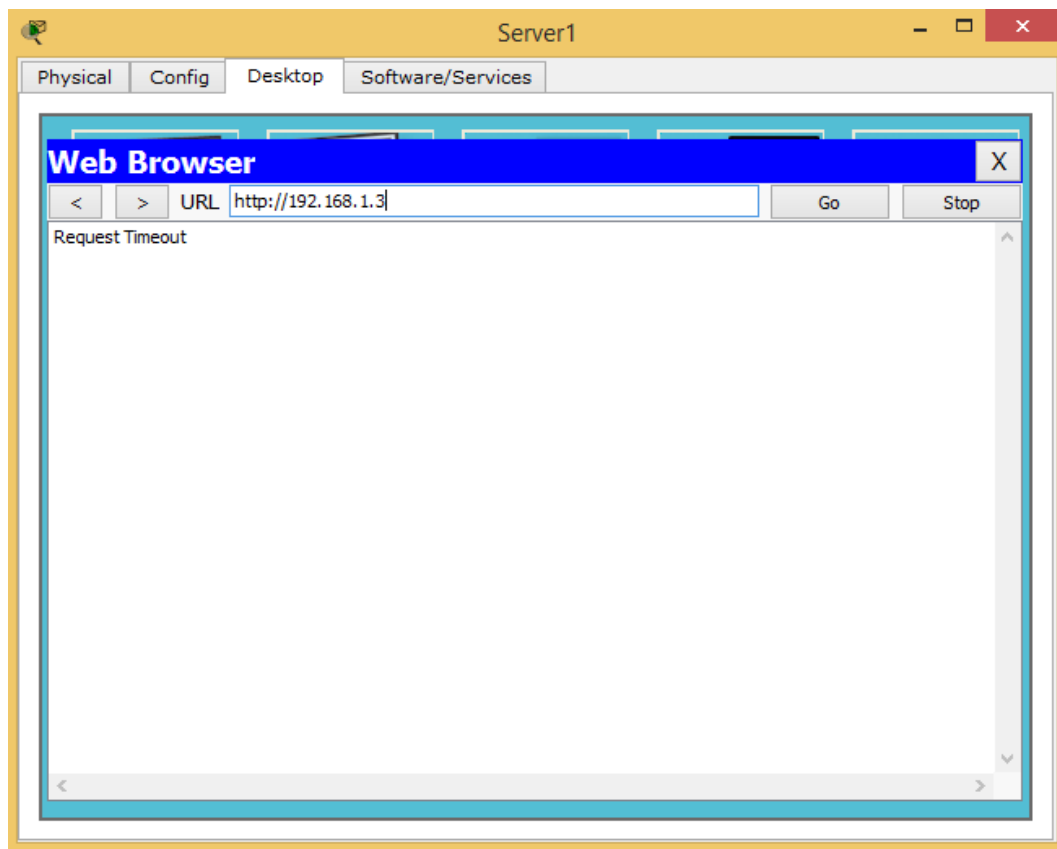 Server1
Physical Config Desktop Software/Services
Web Browser X
< > URL http://192.168.1.3 Go Stop
Request Timeout